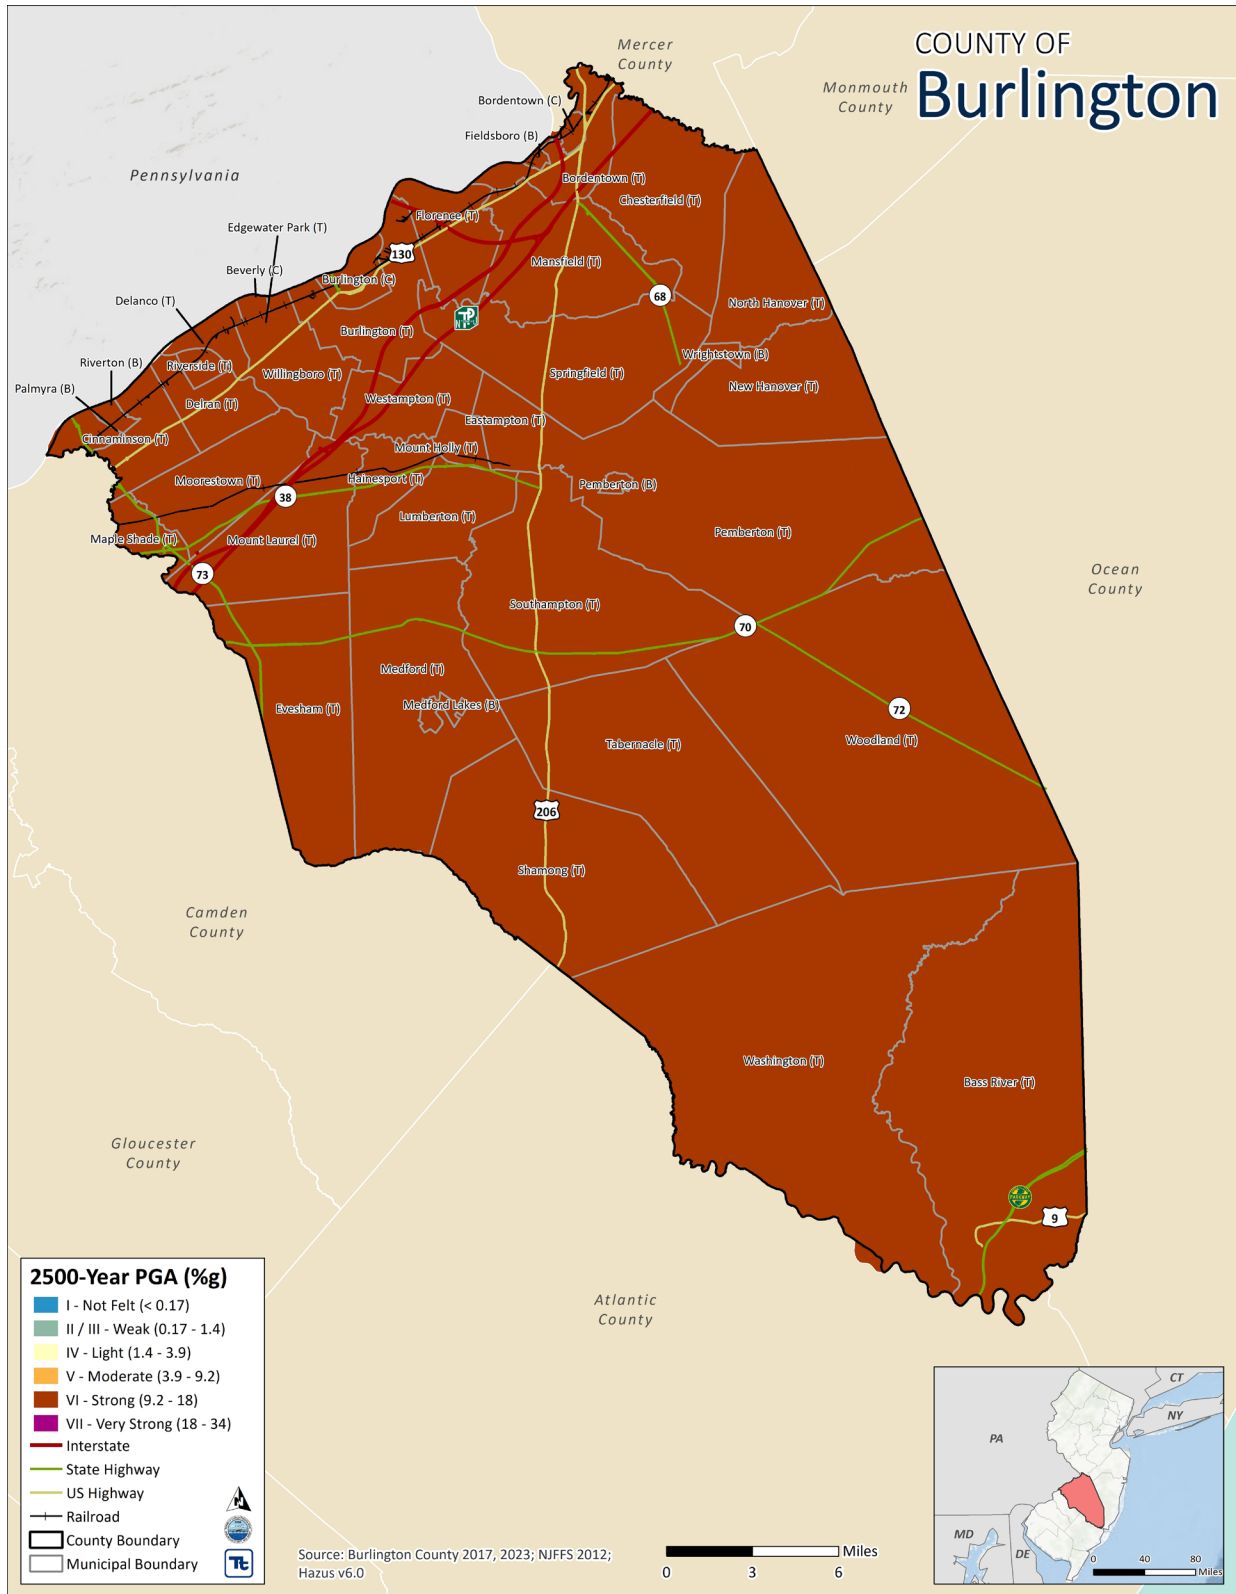 COUNTY OF
Burlington
Mercer
County
Monmouth
County
Bordentown (C)
Fieldsboro (B)
Pennsylvania
Bordentown (T)
Chesterfield (T)
Florence (T)
Edgewater Park (T)
130
Mansfield (T)
Beverly (C)
Burlington (C)
68
Delanco (T)
North Hanover (T)
TP
Burlington (T)
Wrightstown (B)
Riverton (B)
Riverside (T)
Willingboro (T)
Springfield (T)
New Hanover (T)
Palmyra (B)
Delran (T)
Westampton (T)
Eastampton (T)
Cinnaminson (T)
Mount Holly (T)
Moorestown (T)
Hainesport (T)
Pemberton (B)
38
Lumberton (T)
Pemberton (T)
Maple Shade (T)
Mount Laurel (T)
73
Ocean
County
Southampton (T)
70
Medford (T)
Evesham (T)
Medford Lakes (B)
72
Tabernacle (T)
Woodland (T)
206
Shamong (T)
Camden
County
Washington (T)
Bass River (T)
Gloucester
County
9
Atlantic
County
2500-Year PGA (%g)
I - Not Felt (< 0.17)
II / III - Weak (0.17 - 1.4)
IV - Light (1.4 - 3.9)
V - Moderate (3.9 - 9.2)
VI - Strong (9.2 - 18)
VII - Very Strong (18 - 34)
Interstate
State Highway
US Highway
Railroad
County Boundary
Municipal Boundary
N
Tt
Source: Burlington County 2017, 2023; NJFFS 2012;
Hazus v6.0
Miles
0 3 6
CT
NY
PA
MD
DE
0 40 80
Miles